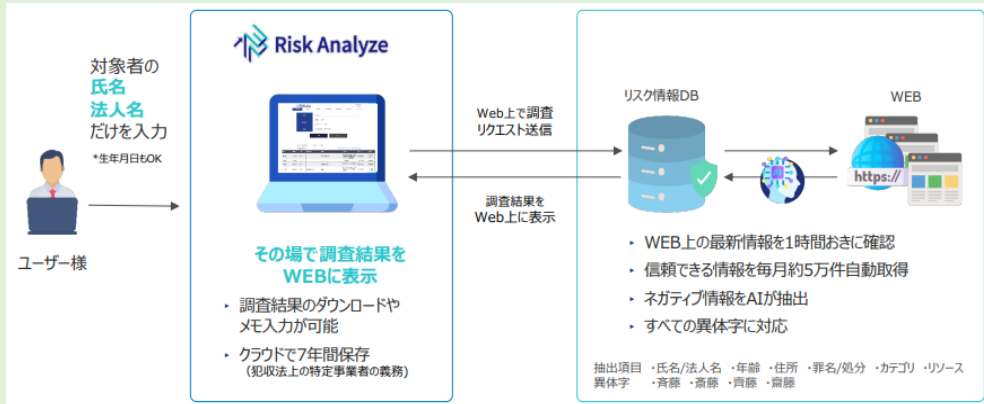 対象者の
氏名
法人名
だけを入力
*生年月日もOK
ユーザー様
Risk Analyze
その場で調査結果を
WEBに表示
‣ 調査結果のダウンロードや
メモ入力が可能
‣ クラウドで7年間保存
(犯収法上の特定事業者の義務)
Web上で調査
リクエスト送信
調査結果を
Web上に表示
リスク情報DB
WEB
https://
‣ WEB上の最新情報を1時間おきに確認
‣ 信頼できる情報を毎月約5万件自動取得
‣ ネガティブ情報をAIが抽出
‣ すべての異体字に対応
抽出項目 ・氏名/法人名 ・年齢 ・住所 ・罪名/処分 ・カテゴリ ・リソース
異体字 ・斉藤 ・斎藤 ・齊藤 ・齋藤